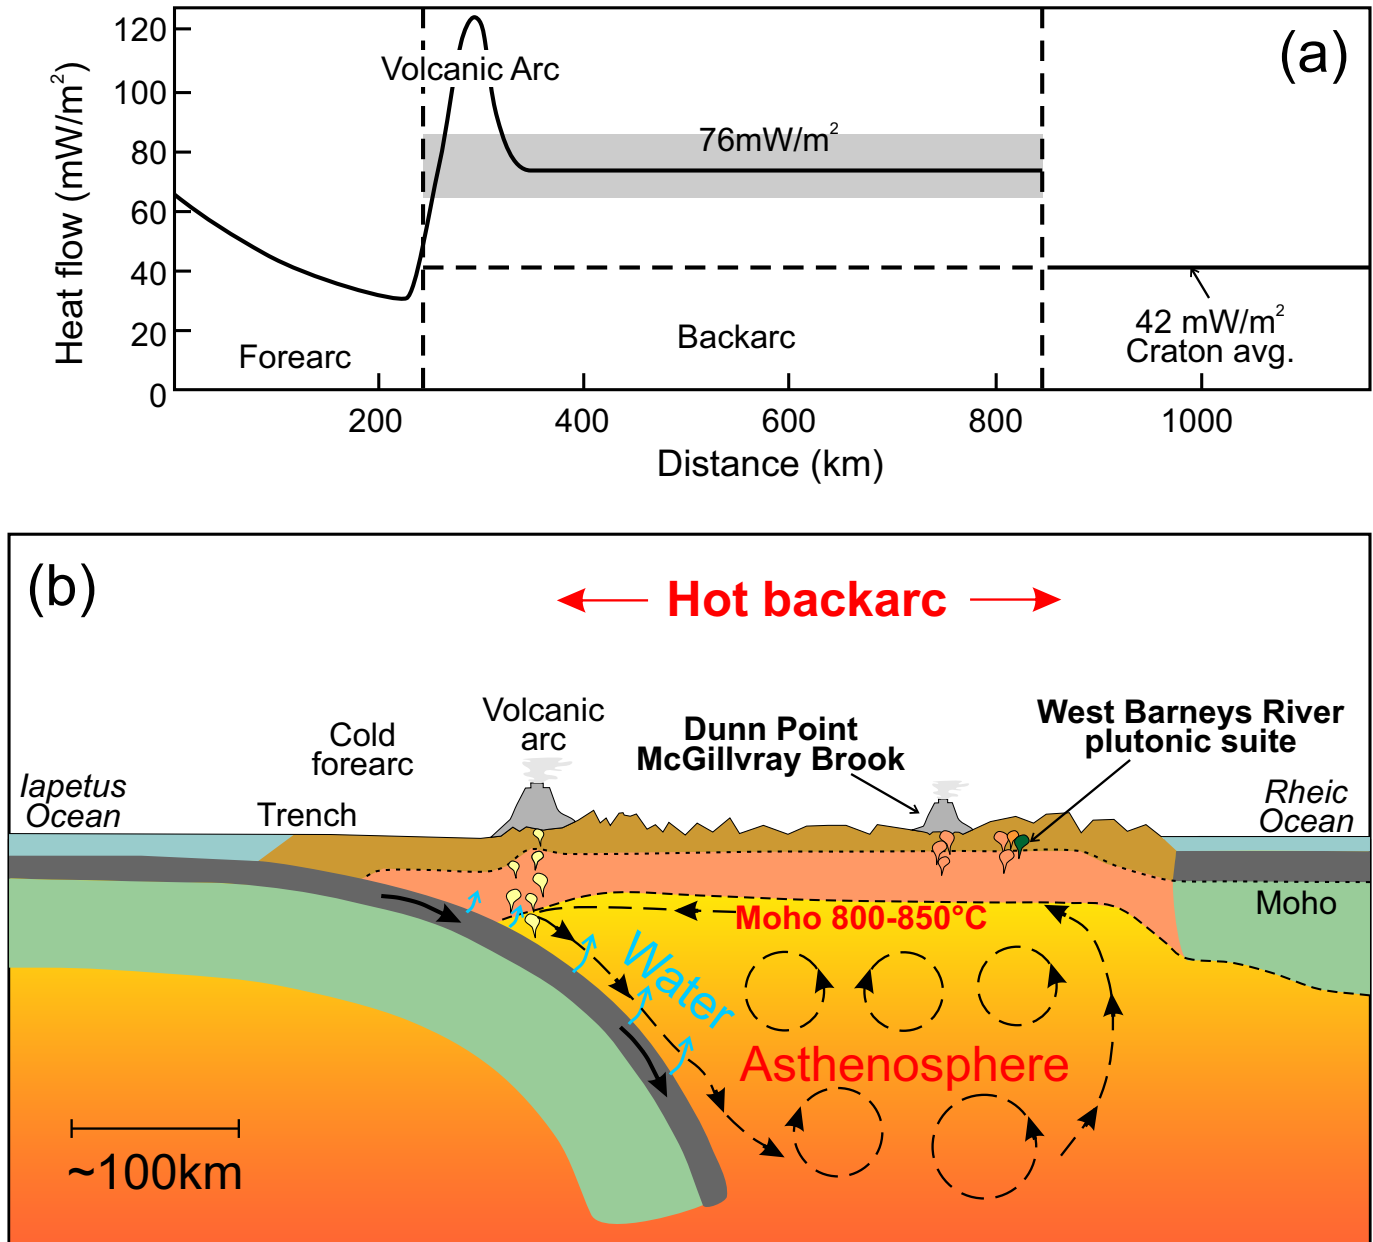 (a)
Heat flow (mW/m²)
120
100
80
60
40
20
0
Volcanic Arc
76mW/m²
Forearc
Backarc
42 mW/m²
Craton avg.
200
400
600
800
1000
Distance (km)
(b)
Hot backarc
Iapetus
Ocean
Trench
Cold
forearc
Volcanic
arc
Dunn Point
McGillvray Brook
West Barneys River
plutonic suite
Rheic
Ocean
Moho
Moho 800-850°C
Water
Asthenosphere
~100km